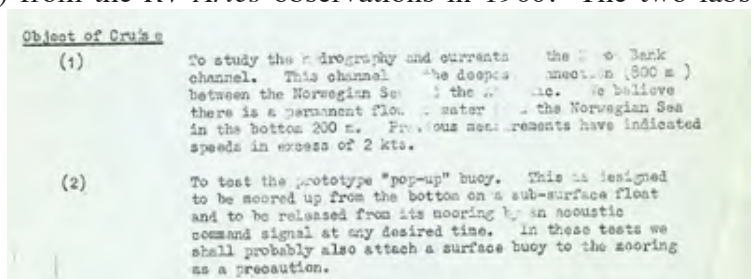 from the RV observations in 1960. The two labs
Object of Cruise
(1) To study the hydrography and currents the Bank
channel. This channel the deepest connection (800 m)
between the Norwegian Sea the We believe
there is a permanent flow water the Norwegian Sea
in the bottom 200 m. Previous measurements have indicated
speeds in excess of 2 kts.
(2) To test the prototype "pop-up" buoy. This is designed
to be moored up from the bottom on a sub-surface float
and to be released from its mooring by an acoustic
command signal at any desired time. In these tests we
shall probably also attach a surface buoy to the mooring
as a precaution.